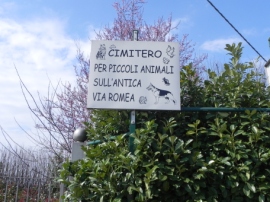 CIMITERO
PER PICCOLI ANIMALI
SULL'ANTICA
VIA ROMEA